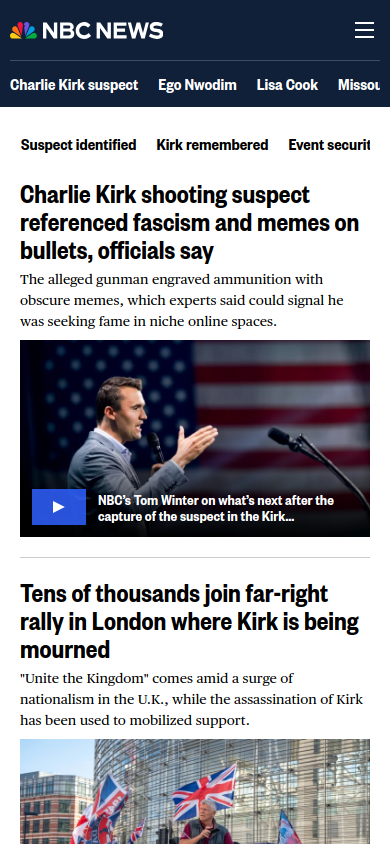 NBC NEWS
Charlie Kirk suspect Ego Nwodim Lisa Cook
Suspect identified Kirk remembered Event
Charlie Kirk shooting suspect
referenced fascism and memes on
bullets, officials say
The alleged gunman engraved ammunition with
obscure memes, which experts said could signal he
was seeking fame in niche online spaces.
NBC's Tom Winter on what's next after the
capture of the suspect in the Kirk...
Tens of thousands join far-right
rally in London where Kirk is being
mourned
"Unite the Kingdom" comes amid a surge of
nationalism in the U.K., while the assassination of Kirk
has been used to mobilized support.